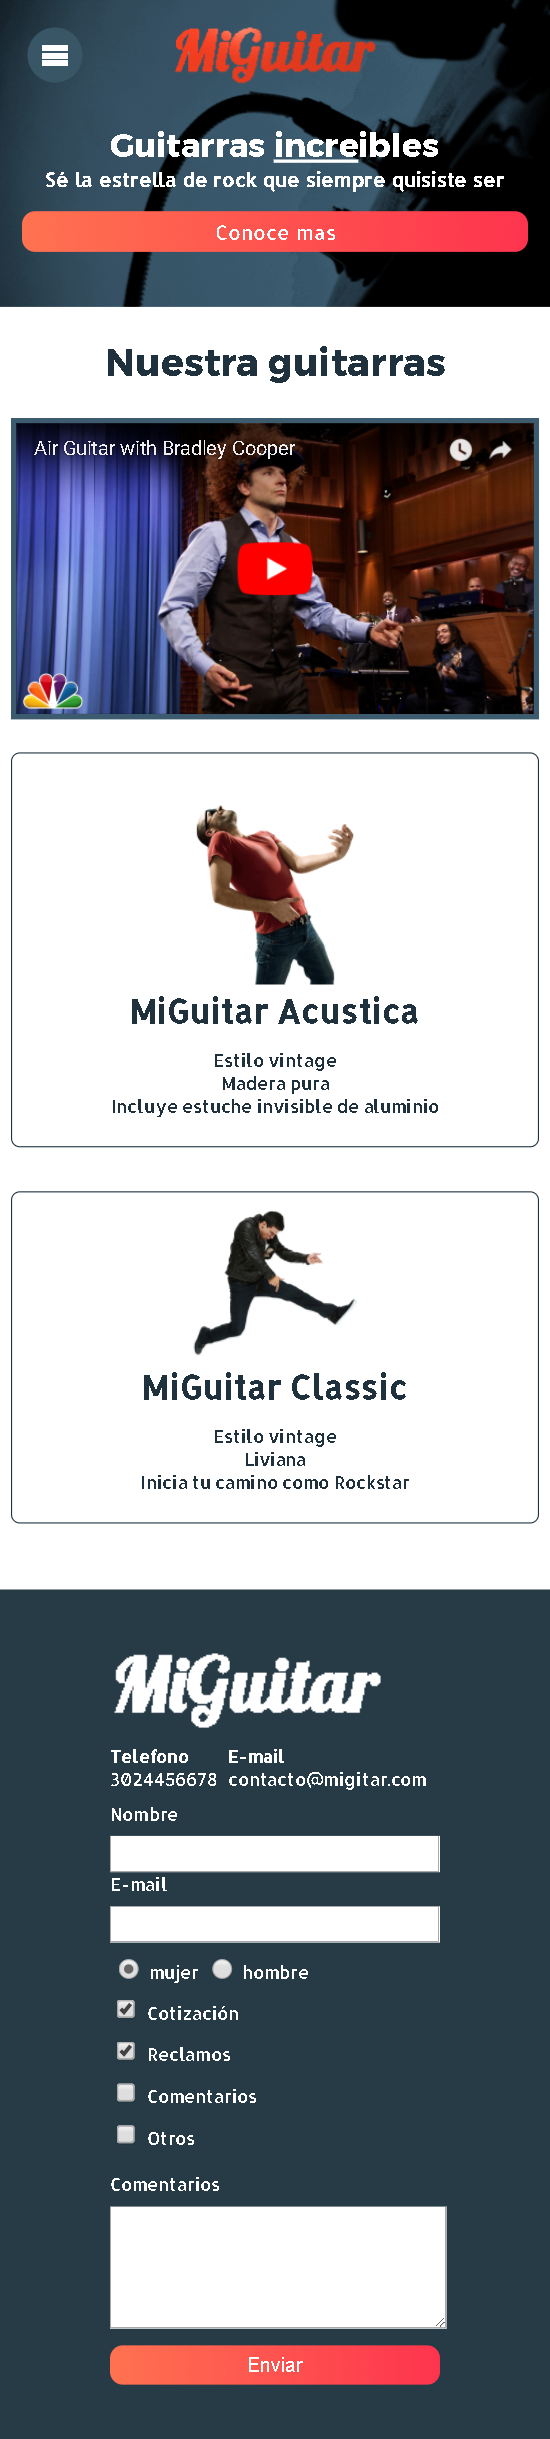 MiGuitar
Guitarras increibles
Sé la estrella de rock que siempre quisiste ser
Conoce mas
Nuestra guitarras
Air Guitar with Bradley Cooper
MiGuitar Acustica
Estilo vintage
Madera pura
Incluye estuche invisible de aluminio
MiGuitar Classic
Estilo vintage
Liviana
Inicia tu camino como Rockstar
MiGuitar
Telefono E-mail
3024456678 contacto@migitar.com
Nombre
E-mail
mujer hombre
Cotización
Reclamos
Comentarios
Otros
Comentarios
Enviar